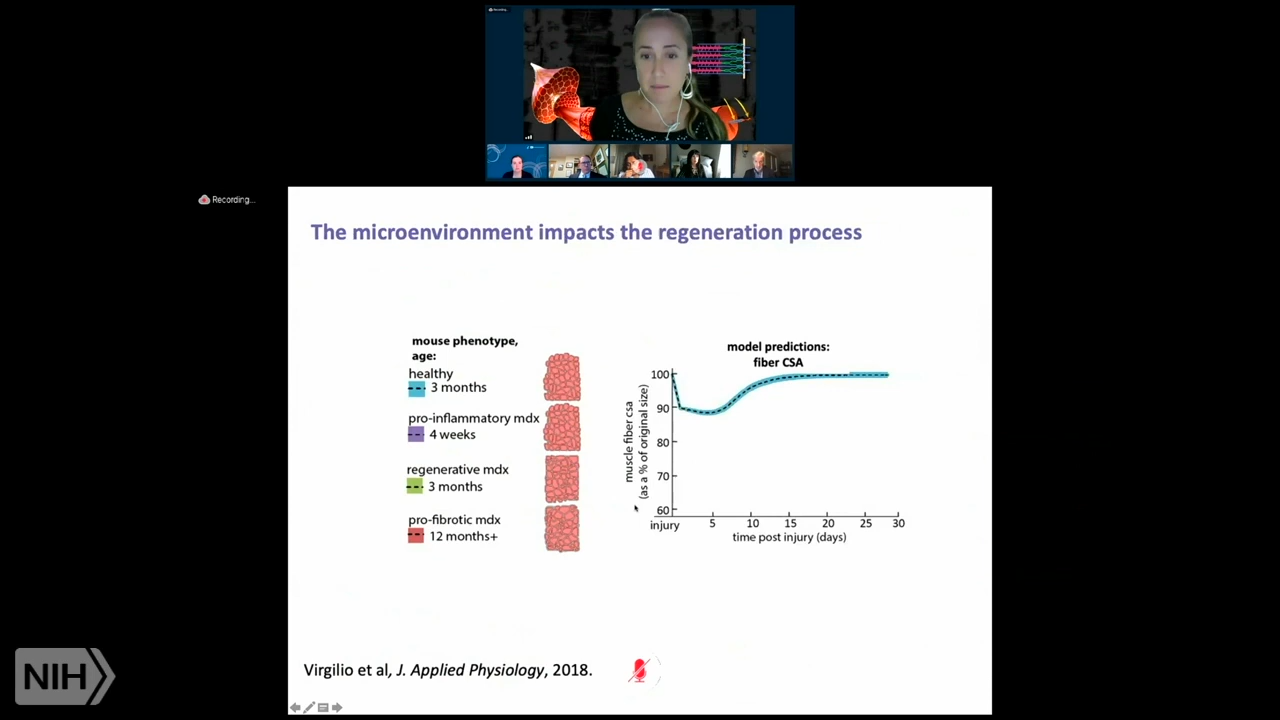 Recording...
Recording...
The microenvironment impacts the regeneration process
mouse phenotype,
age:
healthy
3 months
pro-inflammatory mdx
4 weeks
regenerative mdx
3 months
pro-fibrotic mdx
12 months+
model predictions:
fiber CSA
muscle fiber csa
(as a % of original size)
100
90
80
70
60
injury
5
10
15
20
25
30
time post injury (days)
Virgilio et al, J. Applied Physiology, 2018.
NIH